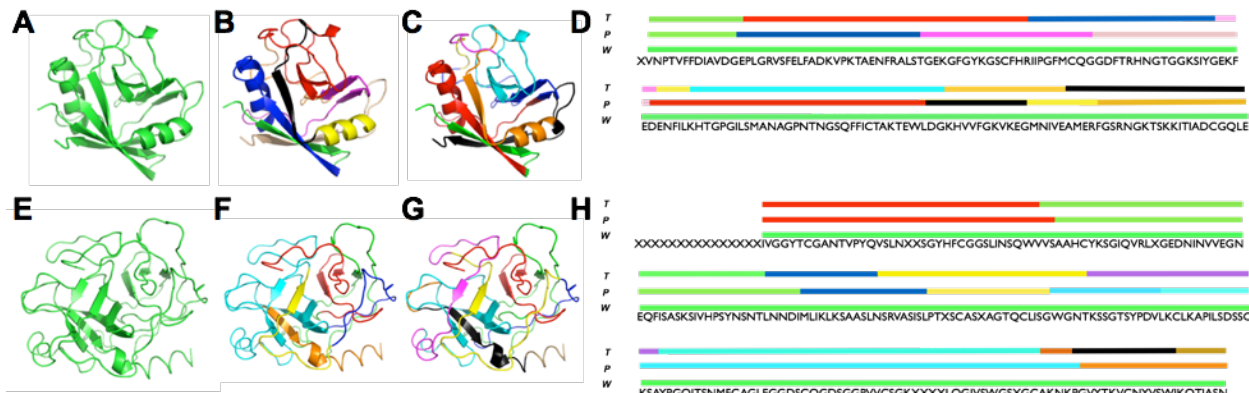 A B C D
T
P
W
XVNPTVFFDIAVDGEPLGRVSFELFADKVPKTAENFRALSTGEKGFGYKGSCFHRIIPGFMCQGGDFTRHNGTGGKSIYGEKF
T
P
W
EDENFILKHTGPGILSMANAGPNTNGSQFFICTAKTEWLDGKHVVFGKVKEGMNIVEAMERFGSRNGKTSKKITIADCGQLE
E F G H
T
P
W
XXXXXXXXXXXXXXXIVGGYTCGANTVPYQVSLNXXSGYHFCGGSLINSQWVVSAAHCYKSGIQVRLXGEDNINVVEGN
T
P
W
EQFISASKSIVHPSYNSNTLNNDIMLIKLKSAASLNSRVASISLPTXSCASXAGTQCLISGWGNTKSSGTSYPDVLKCLKAPILSDSSC
T
P
W